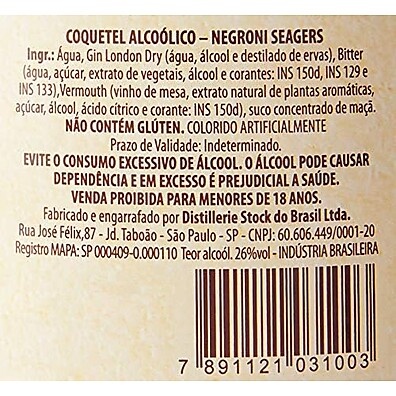 COQUETEL ALCOÓLICO – NEGRONI SEAGERS
Ingr.: Água, Gin London Dry (água, álcool e destilado de ervas), Bitter
(água, açúcar, extrato de vegetais, álcool e corantes: INS 150d, INS 129 e
INS 133),Vermouth (vinho de mesa, extrato natural de plantas aromáticas,
açúcar, álcool, ácido cítrico e corante: INS 150d), suco concentrado de maçã.
NÃO CONTÉM GLÚTEN. COLORIDO ARTIFICIALMENTE
Prazo de Validade: Indeterminado.
EVITE O CONSUMO EXCESSIVO DE ÁLCOOL. O ÁLCOOL PODE CAUSAR
DEPENDÊNCIA E EM EXCESSO É PREJUDICIAL A SAÚDE.
VENDA PROIBIDA PARA MENORES DE 18 ANOS.
Fabricado e engarrafado por Distillerie Stock do Brasil Ltda.
Rua José Félix,87 - Jd. Taboão - São Paulo - SP - CNPJ: 60.606.449/0001-20
Registro MAPA: SP 000409-0.000110 Teor alcoól. 26%vol - INDÚSTRIA BRASILEIRA
7 891121 031003